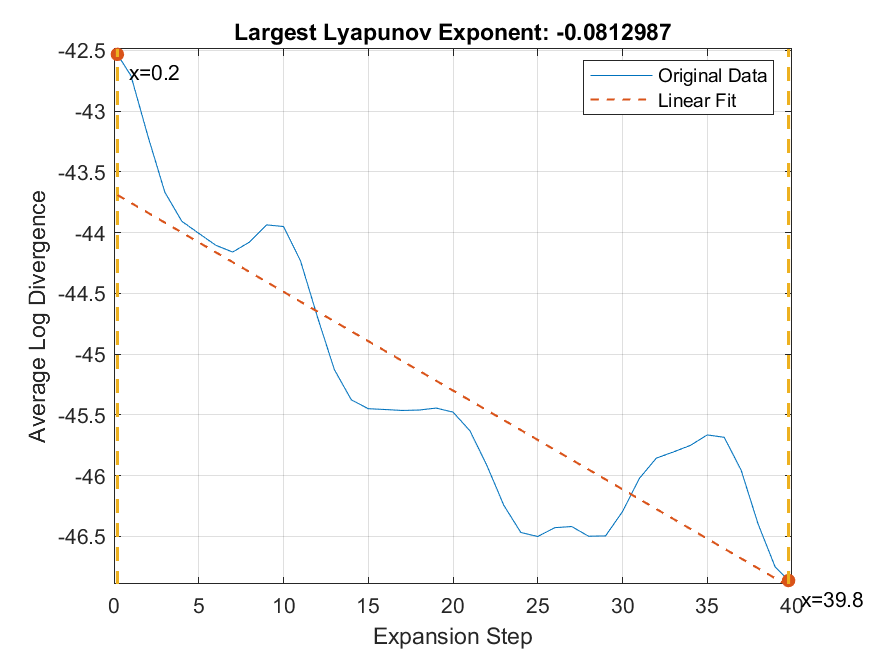 Largest Lyapunov Exponent: -0.0812987
-42.5
-43
-43.5
-44
-44.5
-45
-45.5
-46
-46.5
Average Log Divergence
x=0.2
Original Data
Linear Fit
x=39.8
0 5 10 15 20 25 30 35 40
Expansion Step